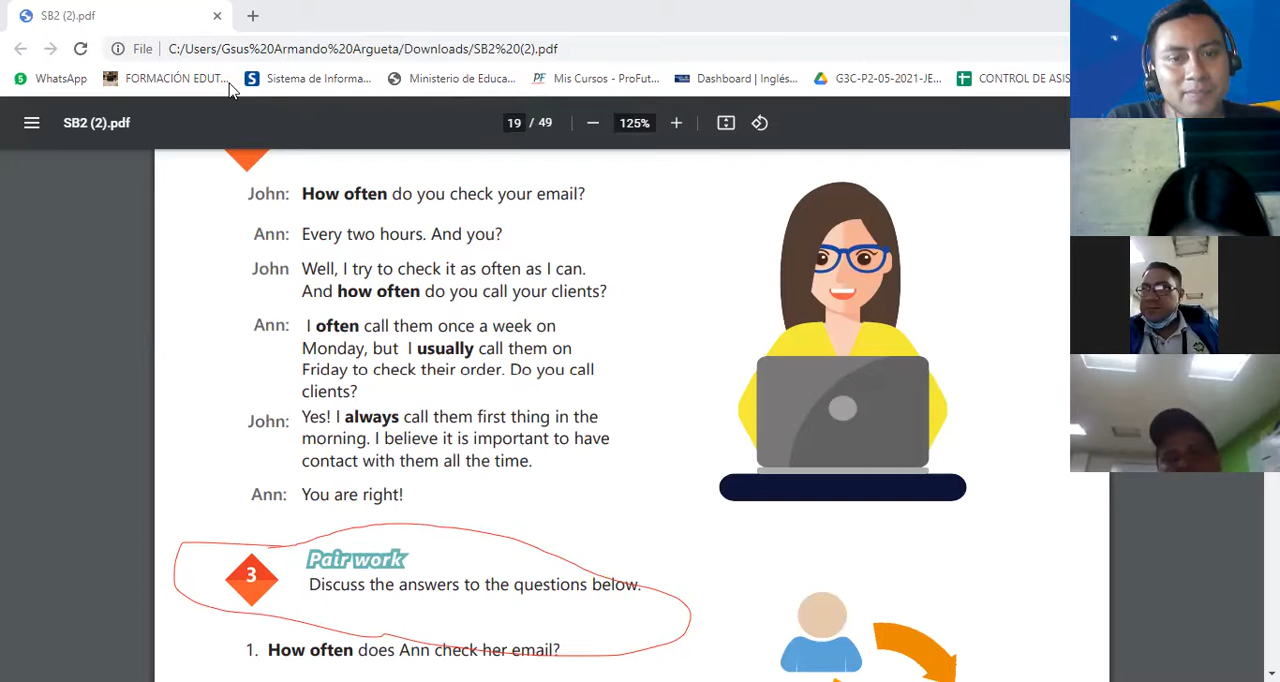 SB2 (2).pdf
File C:/Users/Gsus%20Armando%20Argueta/Downloads/SB2%20(2).pdf
5 WhatsApp FORMACIÓN EDUT... S Sistema de Informa... Ministerio de Educa... PF Mis Cursos - ProFut... Dashboard | Inglés... G3C-P2-05-2021-JE... CONTROL DE ASIS
SB2 (2).pdf 19 / 49 125%
John: How often do you check your email?
Ann: Every two hours. And you?
John Well, I try to check it as often as I can.
And how often do you call your clients?
Ann: I often call them once a week on
Monday, but I usually call them on
Friday to check their order. Do you call
clients?
John: Yes! I always call them first thing in the
morning. I believe it is important to have
contact with them all the time.
Ann: You are right!
3 Pair work
Discuss the answers to the questions below.
1. How often does Ann check her email?